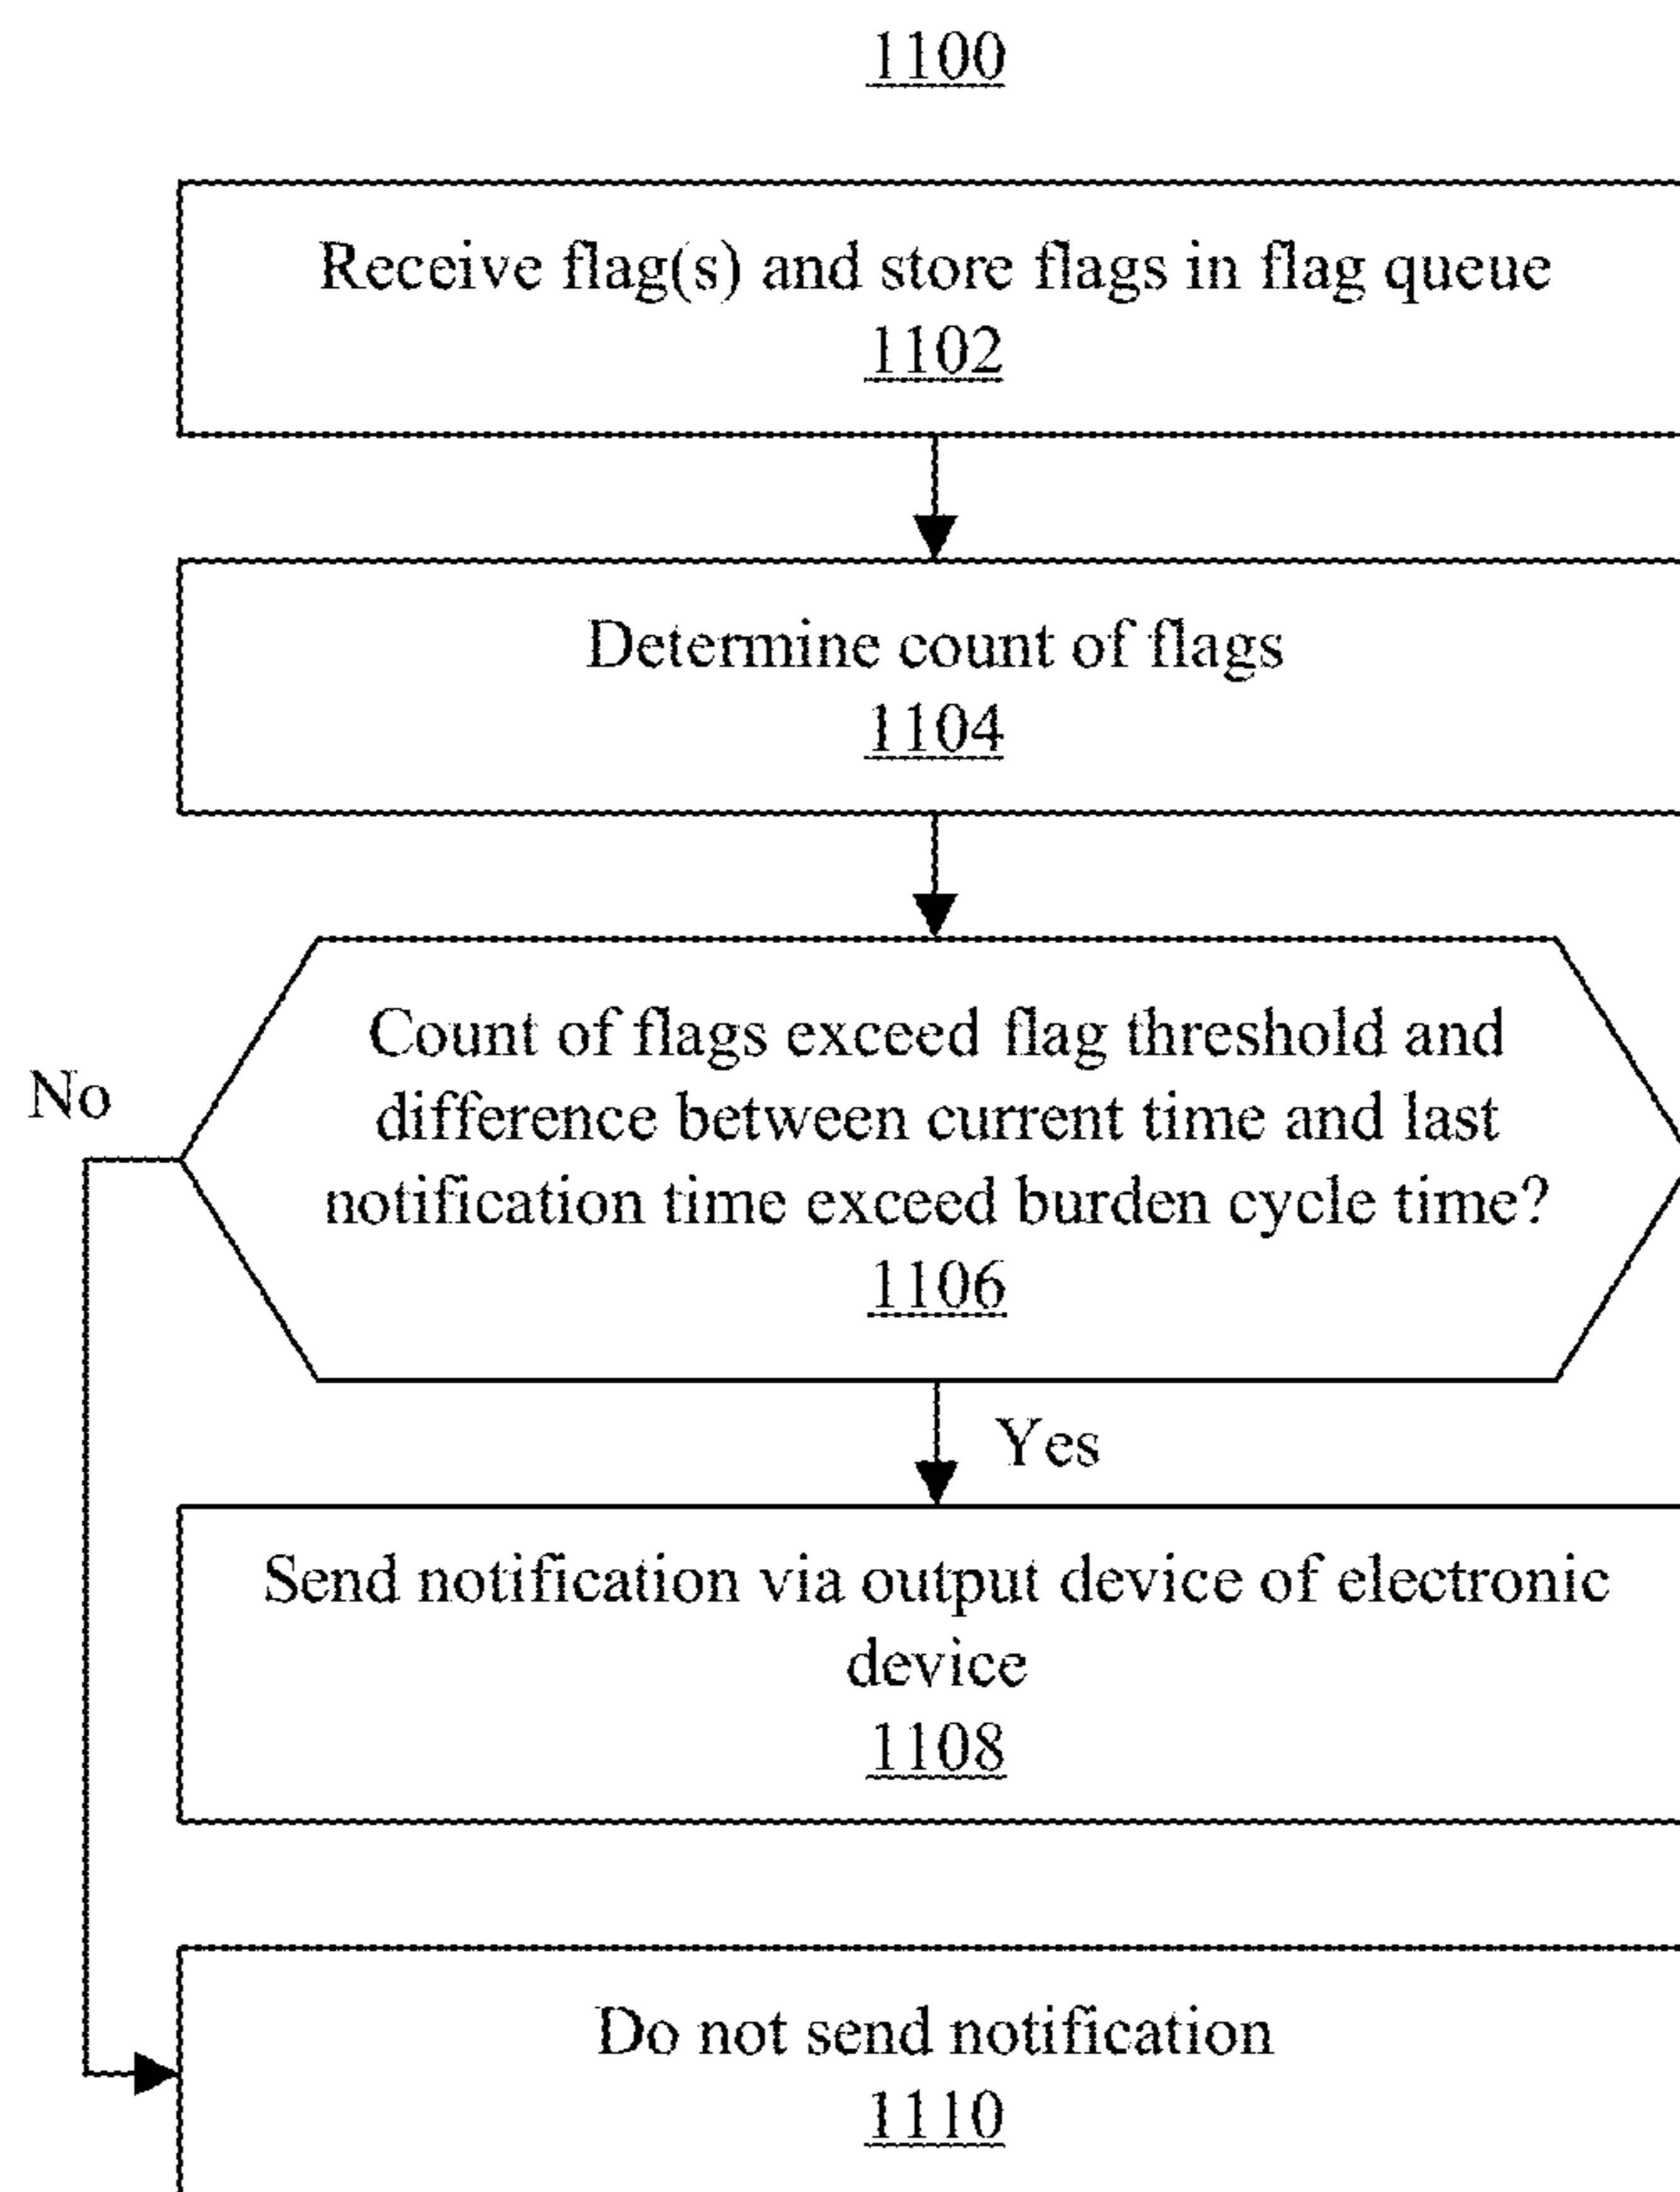 1100
Receive flag(s) and store flags in flag queue
1102
Determine count of flags
1104
Count of flags exceed flag threshold and
difference between current time and last
notification time exceed burden cycle time?
1106
No
Yes
Send notification via output device of electronic
device
1108
Do not send notification
1110